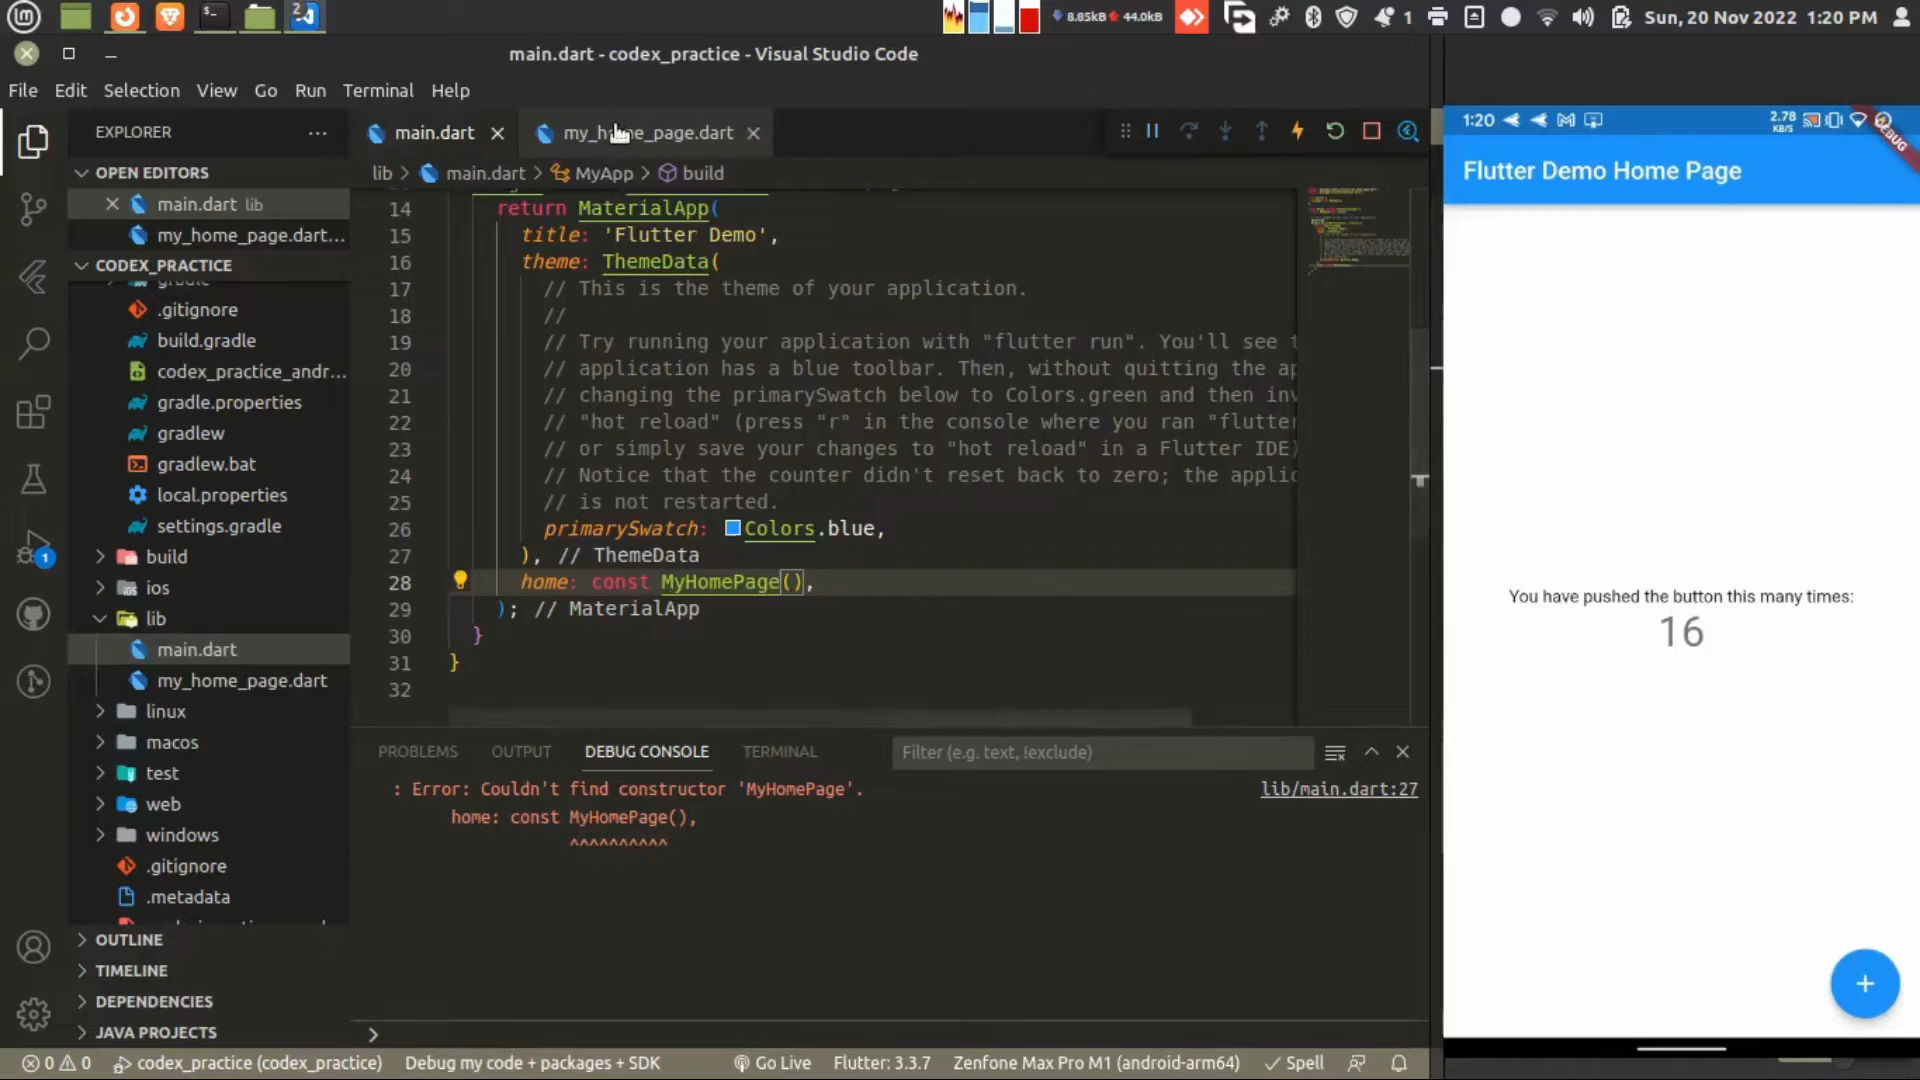 8.85kB 44.0kB 1 Sun, 20 Nov 2022 1:20 PM
main.dart - codex_practice - Visual Studio Code
File Edit Selection View Go Run Terminal Help
EXPLORER
OPEN EDITORS
main.dart lib
my_home_page.dart...
CODEX_PRACTICE
.gitignore
build.gradle
codex_practice_andr...
gradle.properties
gradlew
gradlew.bat
local.properties
settings.gradle
build
ios
lib
main.dart
my_home_page.dart
linux
macos
test
web
windows
.gitignore
.metadata
OUTLINE
TIMELINE
DEPENDENCIES
JAVA PROJECTS
1
main.dart
my_home_page.dart
lib > main.dart > MyApp > build
14 return MaterialApp(
15 title: 'Flutter Demo',
16 theme: ThemeData(
17 // This is the theme of your application.
18 //
19 // Try running your application with "flutter run". You'll see t
20 // application has a blue toolbar. Then, without quitting the ap
21 // changing the primarySwatch below to Colors.green and then inv
22 // "hot reload" (press "r" in the console where you ran "flutter
23 // or simply save your changes to "hot reload" in a Flutter IDE)
24 // Notice that the counter didn't reset back to zero; the applic
25 // is not restarted.
26 primarySwatch: Colors.blue,
27 ), // ThemeData
28 home: const MyHomePage(),
29 ); // MaterialApp
30 }
31 }
32
PROBLEMS OUTPUT DEBUG CONSOLE TERMINAL Filter (e.g. text, !exclude)
: Error: Couldn't find constructor 'MyHomePage'. lib/main.dart:27
home: const MyHomePage(),
^^^^^^^^^^
>
0 0 codex_practice (codex_practice) Debug my code + packages + SDK Go Live Flutter: 3.3.7 Zenfone Max Pro M1 (android-arm64) Spell
1:20 2.78 KB/S
DEBUG
Flutter Demo Home Page
You have pushed the button this many times:
16
+